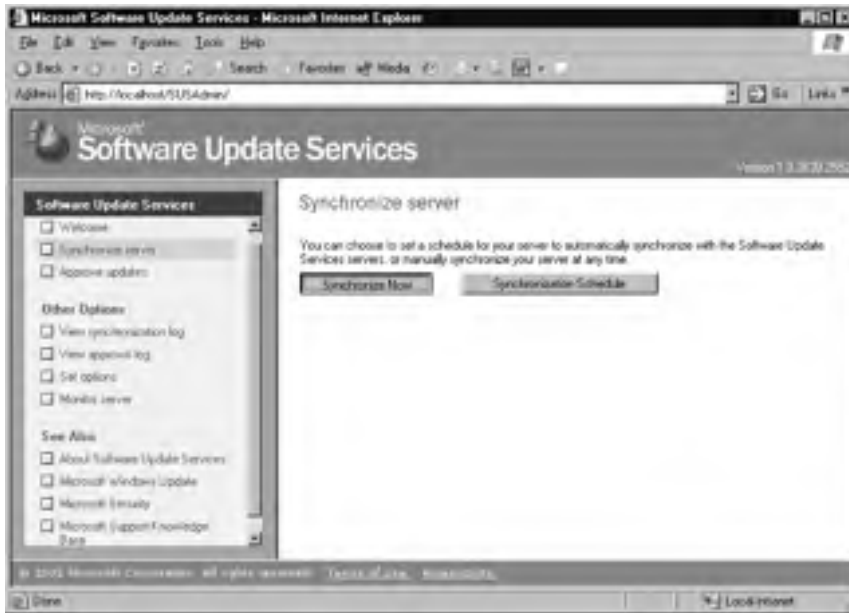 Microsoft Software Update Services - Microsoft Internet Explorer
File Edit View Favorites Tools Help
Back Search Favorites Media
Address http://localhost/SUSAdmin/ Go Links
Microsoft
Software Update Services
Software Update Services
Welcome
Synchronize server
Approve updates
Other Options
View synchronization log
View approval log
Set options
Monitor server
See Also
About Software Update Services
Microsoft Windows Update
Microsoft Security
Microsoft Support Knowledge
Base
Synchronize server
You can choose to set a schedule for your server to automatically synchronize with the Software Update
Services servers, or manually synchronize your server at any time.
Synchronize Now Synchronization Schedule
Microsoft Corporation. All rights reserved. Terms of use.
Done Local intranet